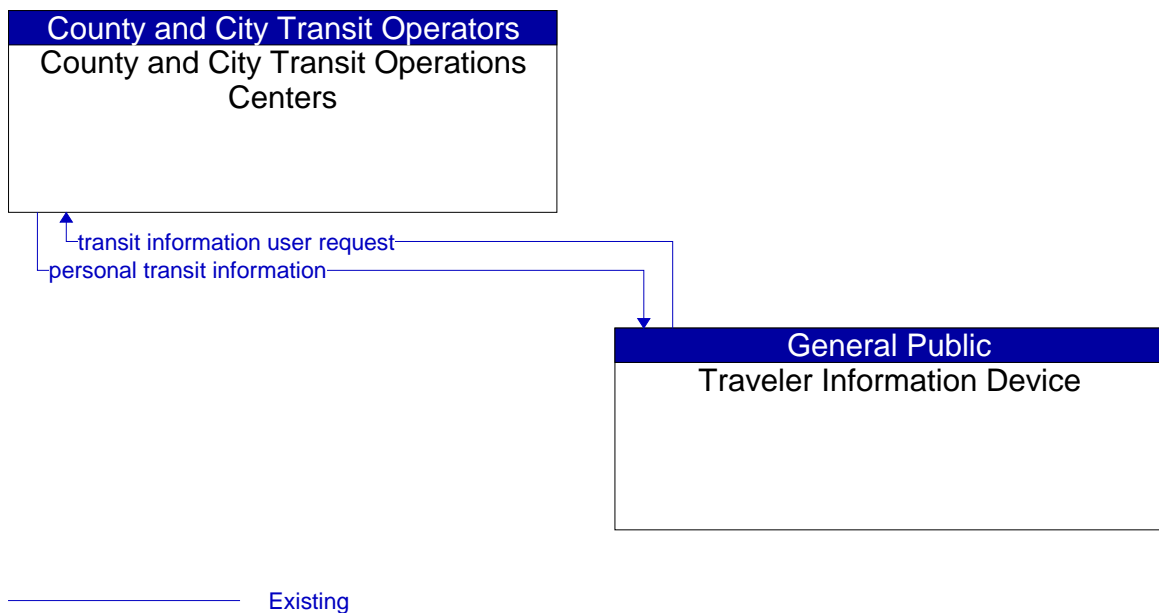 County and City Transit Operators
County and City Transit Operations
Centers
transit information user request
personal transit information
General Public
Traveler Information Device
Existing